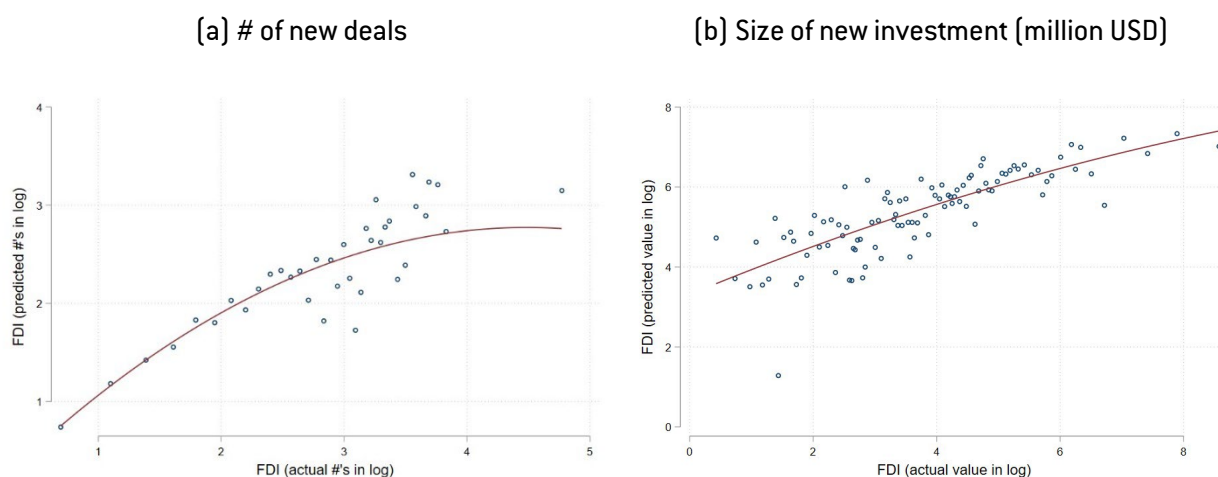 (a) # of new deals
(b) Size of new investment (million USD)
4
3
2
1
FDI (predicted #'s in log)
1 2 3 4 5
FDI (actual #'s in log)
8
6
4
2
0
FDI (predicted value in log)
0 2 4 6 8
FDI (actual value in log)